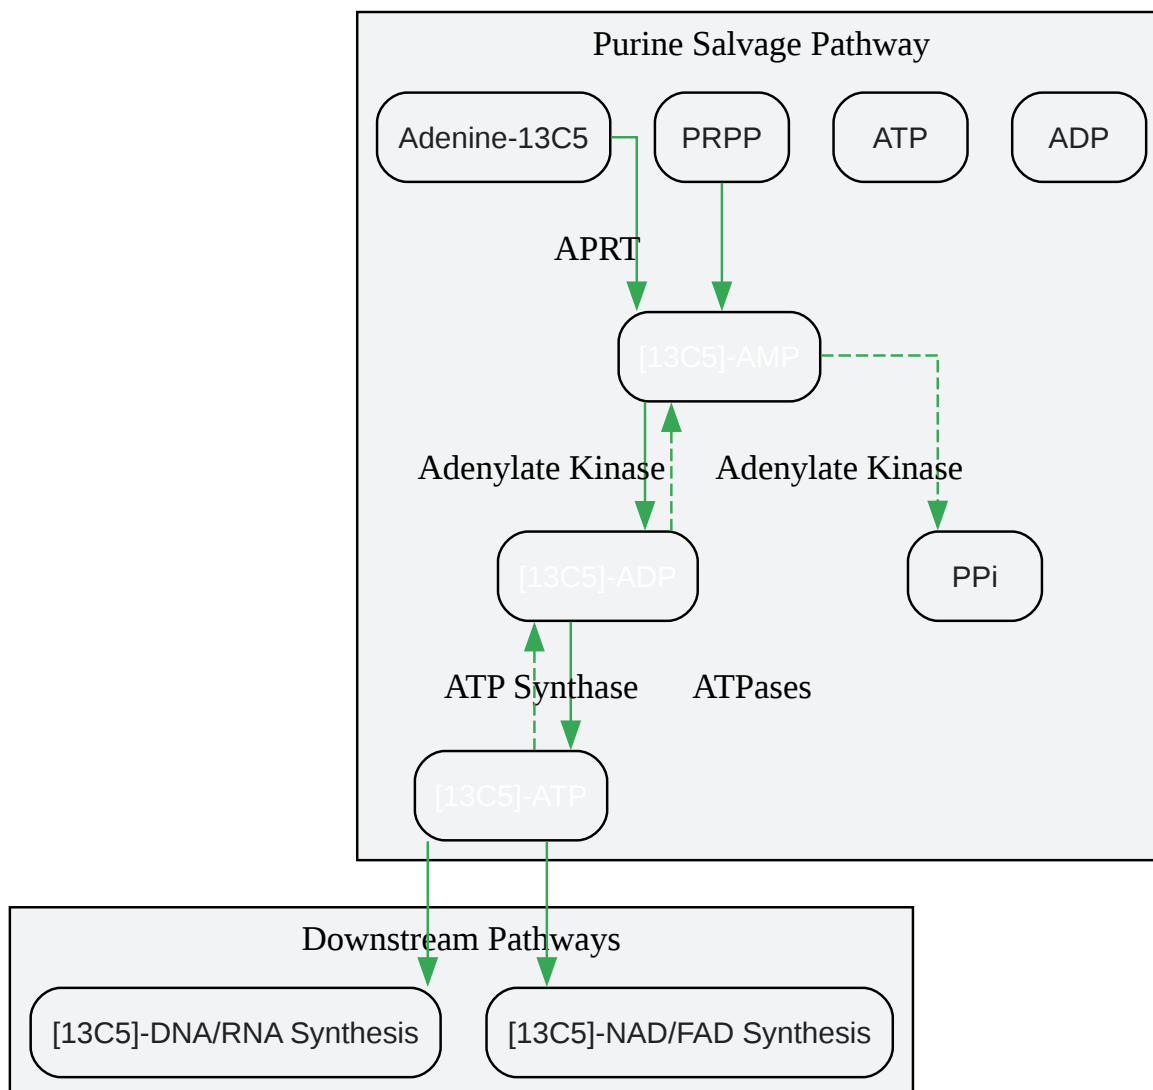 Purine Salvage Pathway
Adenine-13C5
PRPP
ATP
ADP
APRT
[13C5]-AMP
Adenylate Kinase
Adenylate Kinase
[13C5]-ADP
PPi
ATP Synthase
ATPases
[13C5]-ATP
Downstream Pathways
[13C5]-DNA/RNA Synthesis
[13C5]-NAD/FAD Synthesis